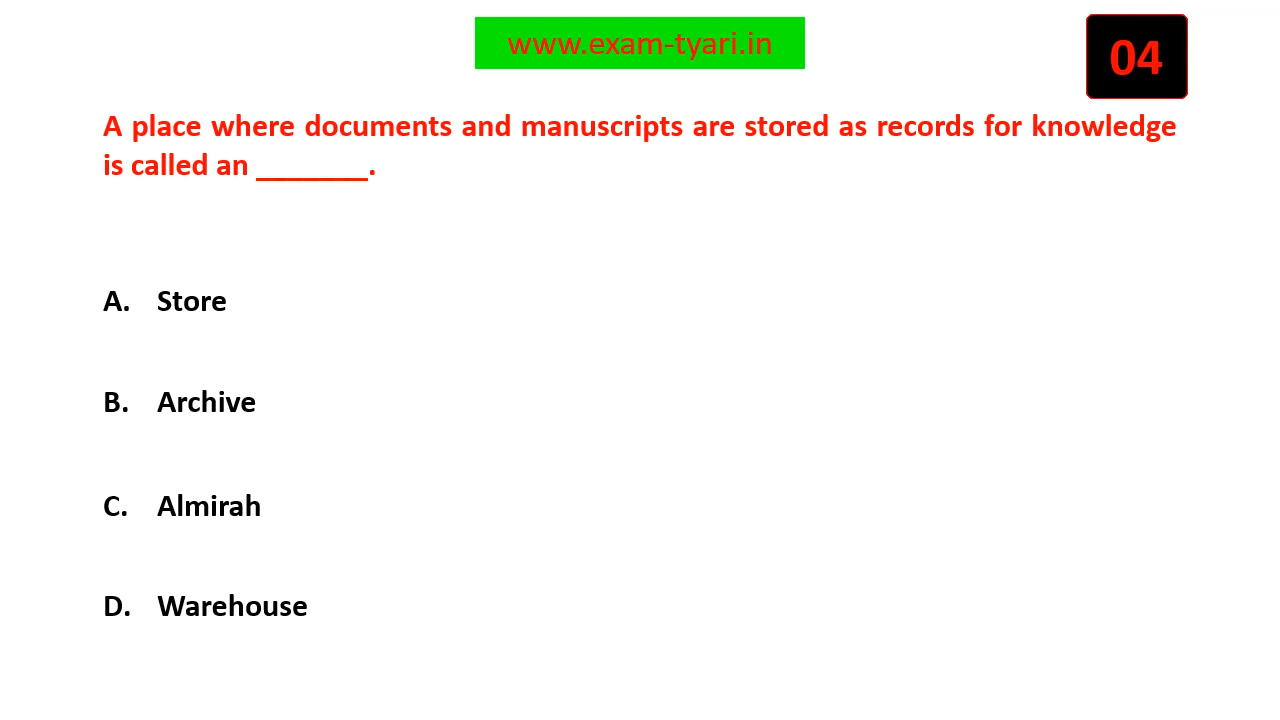 www.exam-tyari.in
04
A place where documents and manuscripts are stored as records for knowledge
is called an _______.
A. Store
B. Archive
C. Almirah
D. Warehouse